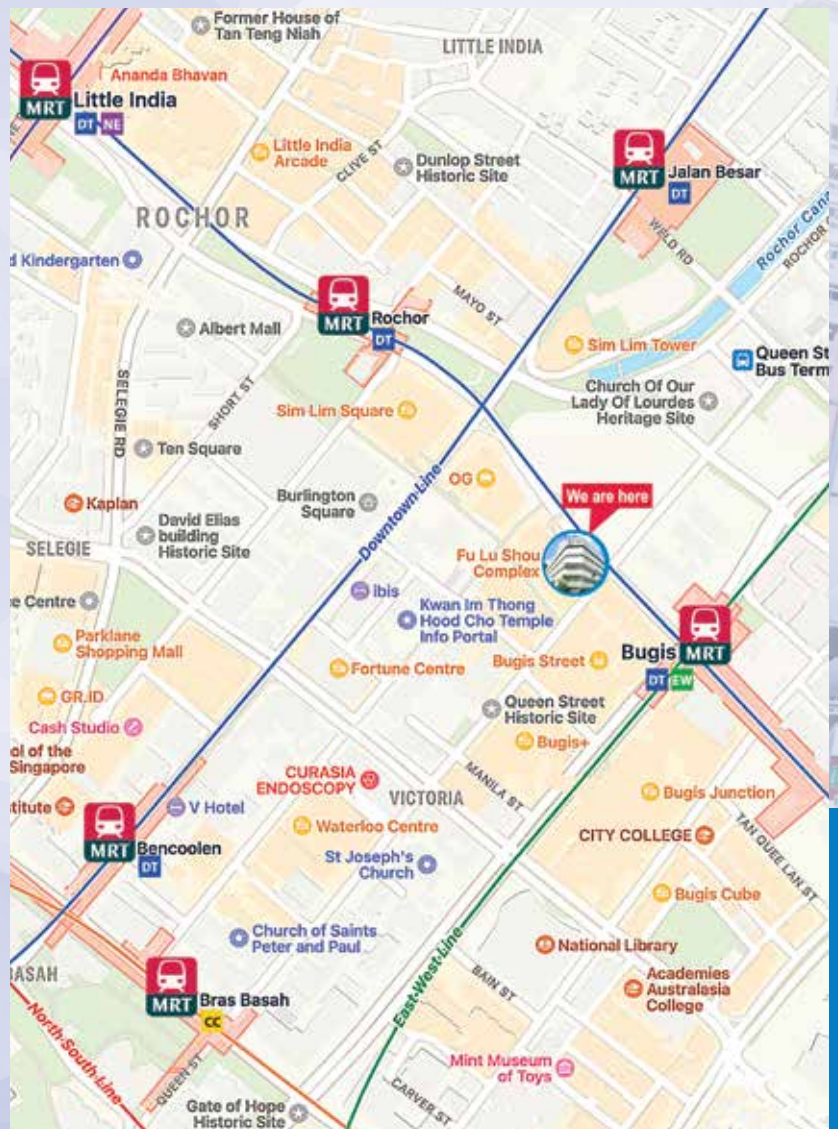 Former House of
Tan Teng Niah
LITTLE INDIA
Ananda Bhavan
MRT
Little India
DT NE
Little India
Arcade
CLIVE ST
Dunlop Street
Historic Site
MRT
Jalan Besar
DT
WELD RD
Rochor Cana
ROCHOR
ROCHOR
d Kindergarten
MAYO ST
MRT
Rochor
DT
Albert Mall
Sim Lim Tower
Queen St
Bus Term
SELEGIE RD
SHORT ST
Church Of Our
Lady Of Lourdes
Heritage Site
Sim Lim Square
Ten Square
Downtown Line
OG
We are here
Kaplan
Burlington
Square
David Elias
building
Historic Site
SELEGIE
Fu Lu Shou
Complex
ibis
Kwan Im Thong
Hood Cho Temple
Info Portal
e Centre
Parklane
Shopping Mall
Fortune Centre
Bugis Street
Bugis
MRT
DT EW
GR.ID
Queen Street
Historic Site
Cash Studio
Bugis+
ol of the
Singapore
CURASIA
ENDOSCOPY
MANILA ST
VICTORIA
Bugis Junction
titute
V Hotel
Waterloo Centre
CITY COLLEGE
TAN QUEE LAN ST
MRT
Bencoolen
DT
St Joseph's
Church
Bugis Cube
Church of Saints
Peter and Paul
National Library
BASAH
East-West Line
BAIN ST
Academies
Australasia
College
MRT
Bras Basah
CC
North-South Line
QUEEN ST
Mint Museum
of Toys
CARVER ST
Gate of Hope
Historic Site